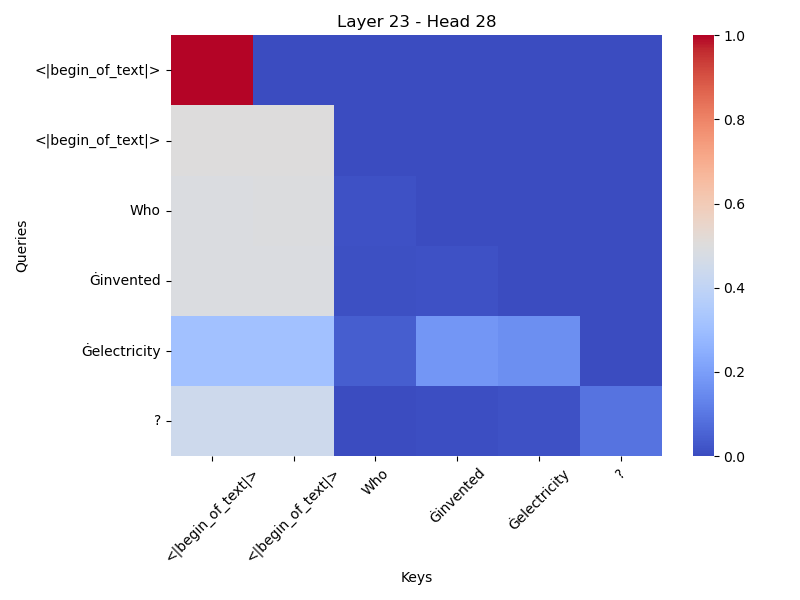 Layer 23 - Head 28
<|begin_of_text|>
<|begin_of_text|>
Who
Ġinvented
Ġelectricity
?
Queries
<|begin_of_text|>
<|begin_of_text|>
Who
Ġinvented
Ġelectricity
?
Keys
1.0
0.8
0.6
0.4
0.2
0.0